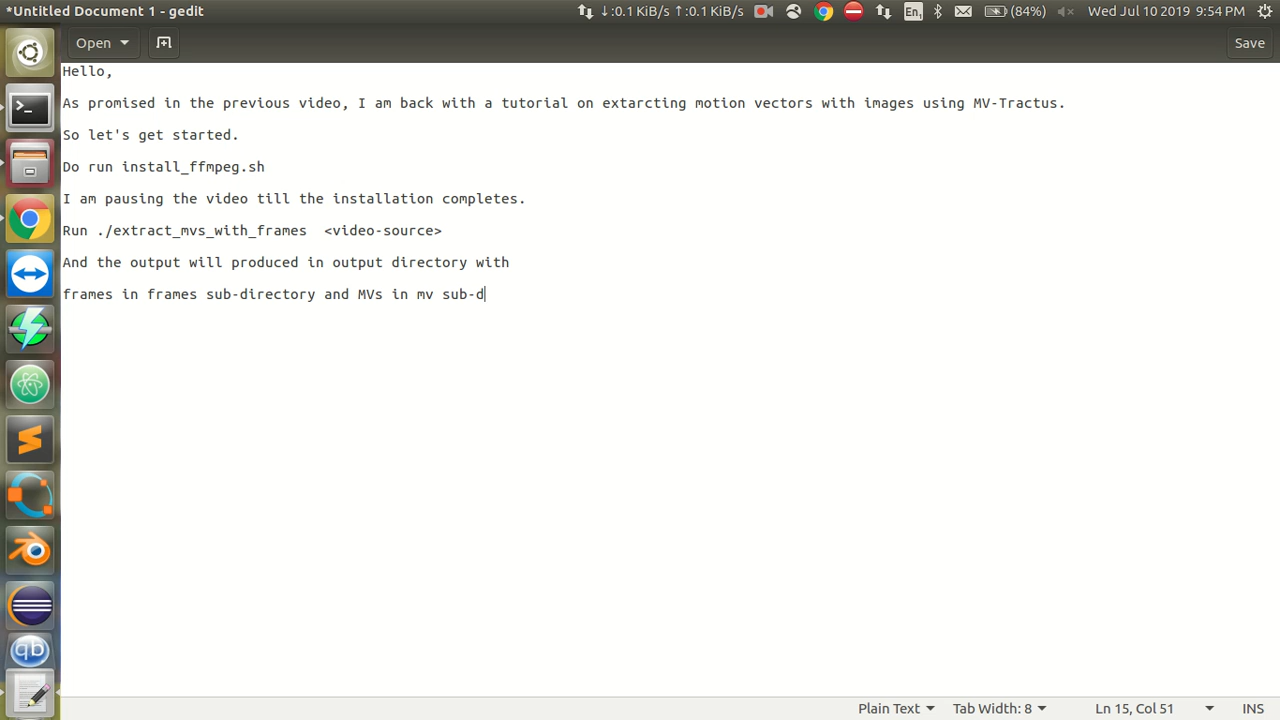 *Untitled Document 1 - gedit
↓:0.1 KiB/s ↑:0.1 KiB/s
En1
(84%)
Wed Jul 10 2019 9:54 PM
Open
Save
Hello,
As promised in the previous video, I am back with a tutorial on extarcting motion vectors with images using MV-Tractus.
So let's get started.
Do run install_ffmpeg.sh
I am pausing the video till the installation completes.
Run ./extract_mvs_with_frames  <video-source>
And the output will produced in output directory with
frames in frames sub-directory and MVs in mv sub-d
qb
Plain Text
Tab Width: 8
Ln 15, Col 51
INS